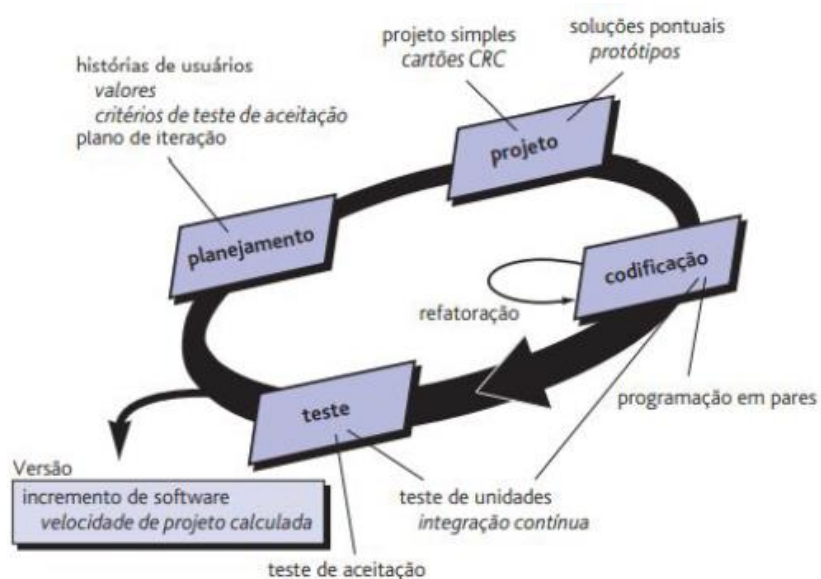 histórias de usuários
valores
critérios de teste de aceitação
plano de iteração
projeto simples
cartões CRC
soluções pontuais
protótipos
projeto
planejamento
codificação
refatoração
programação em pares
teste
teste de unidades
integração contínua
teste de aceitação
Versão
incremento de software
velocidade de projeto calculada